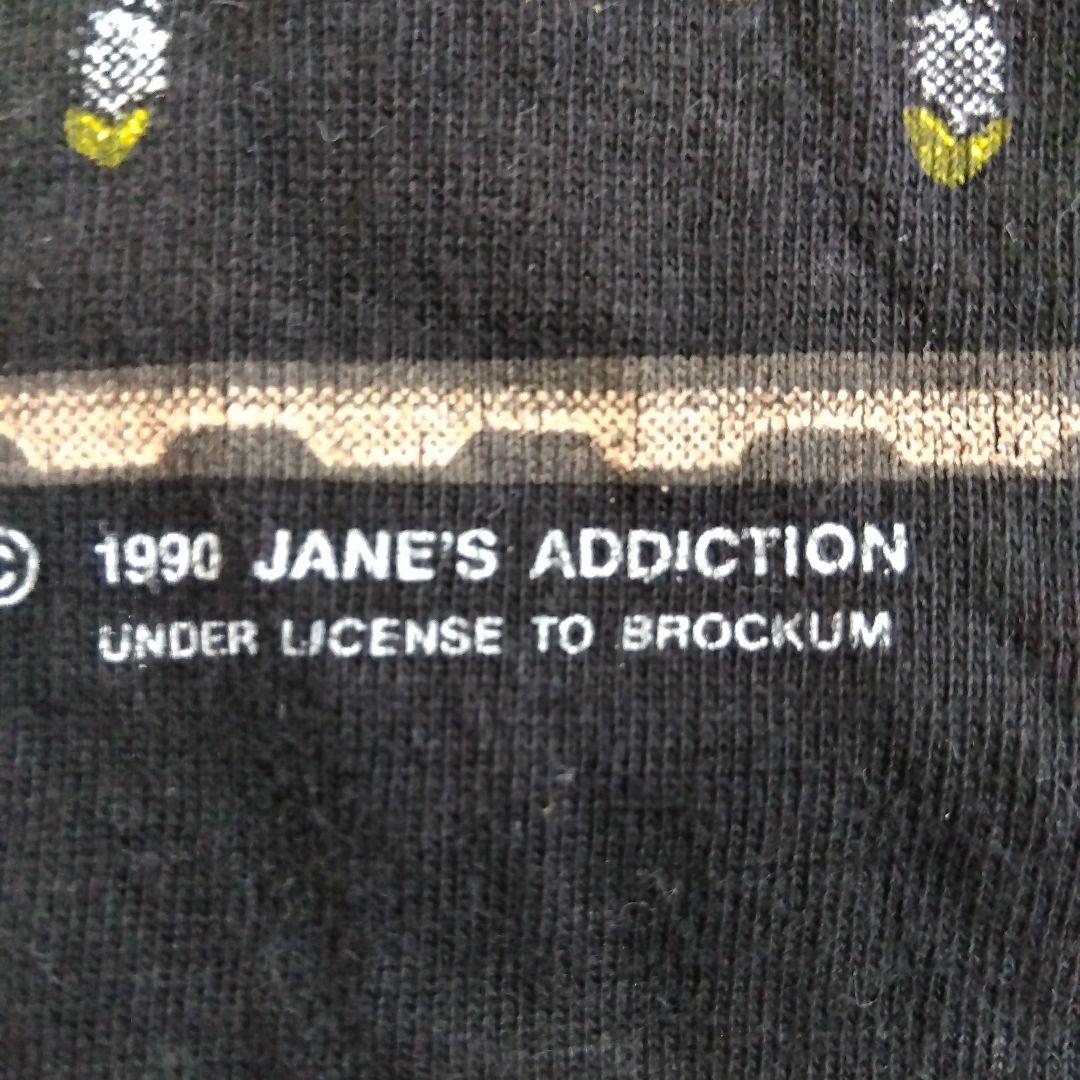 © 1990 JANE'S ADDICTION
UNDER LICENSE TO BROCKUM